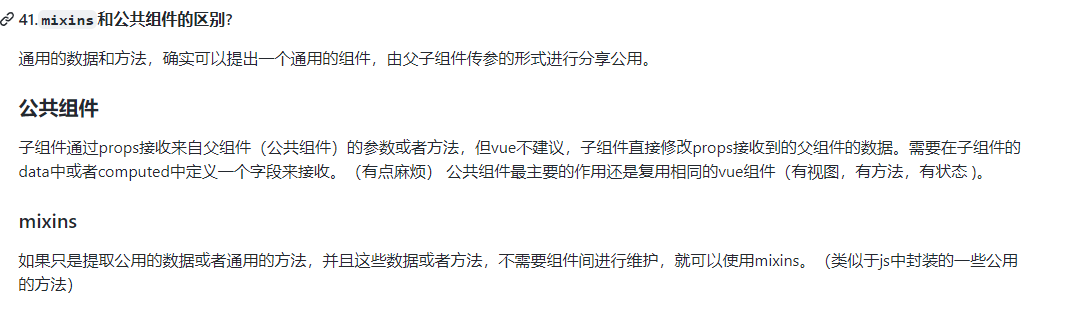 41.mixins和公共组件的区别?
通用的数据和方法，确实可以提出一个通用的组件，由父子组件传参的形式进行分享公用。
公共组件
子组件通过props接收来自父组件（公共组件）的参数或者方法，但vue不建议，子组件直接修改props接收到的父组件的数据。需要在子组件的
data中或者computed中定义一个字段来接收。（有点麻烦） 公共组件最主要的作用还是复用相同的vue组件（有视图，有方法，有状态 )。
mixins
如果只是提取公用的数据或者通用的方法，并且这些数据或者方法，不需要组件间进行维护，就可以使用mixins。（类似于js中封装的一些公用
的方法）